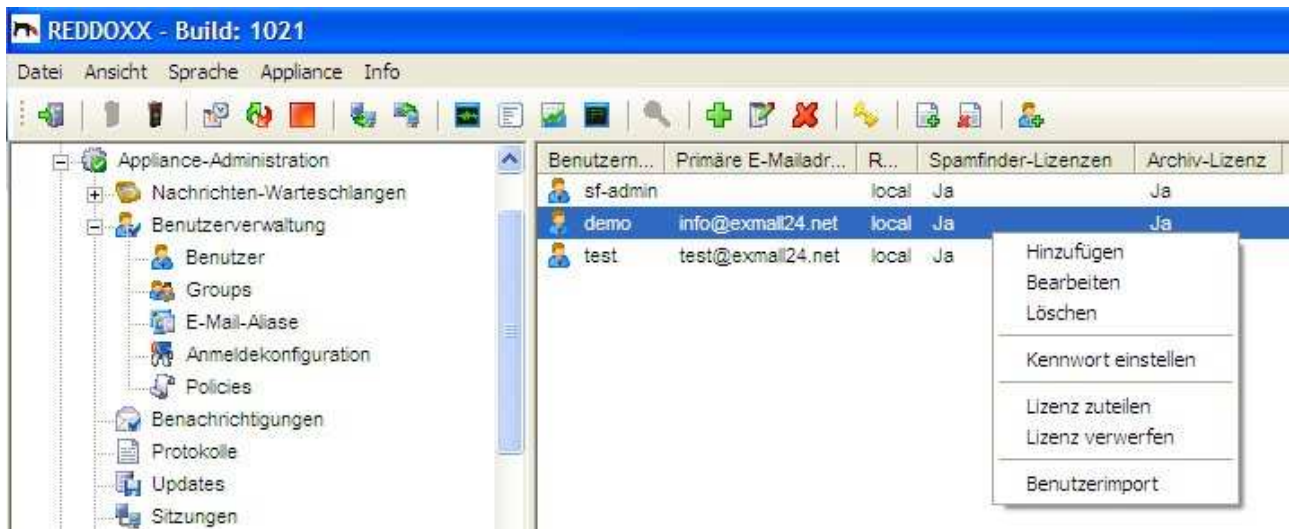 REDDOXX - Build: 1021
Datei Ansicht Sprache Appliance Info
Appliance-Administration
Nachrichten-Warteschlangen
Benutzerverwaltung
Benutzer
Groups
E-Mail-Aliase
Anmeldekonfiguration
Policies
Benachrichtigungen
Protokolle
Updates
Sitzungen
Benutzern... Primäre E-Mailadr... R... Spamfinder-Lizenzen Archiv-Lizenz
sf-admin local Ja Ja
demo info@exmall24.net local Ja Ja
test test@exmall24.net local Ja
Hinzufügen
Bearbeiten
Löschen
Kennwort einstellen
Lizenz zuteilen
Lizenz verwerfen
Benutzerimport